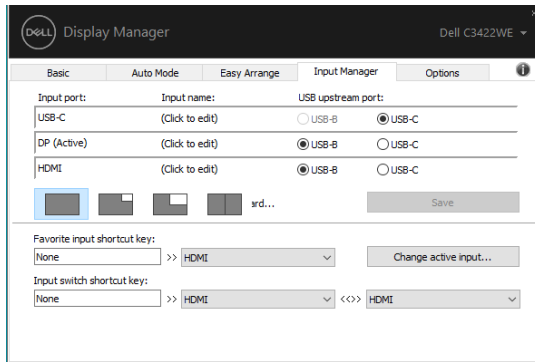 DELL Display Manager Dell C3422WE
Basic Auto Mode Easy Arrange Input Manager Options
Input port: Input name: USB upstream port:
USB-C (Click to edit) USB-B USB-C
DP (Active) (Click to edit) USB-B USB-C
HDMI (Click to edit) USB-B USB-C
ard... Save
Favorite input shortcut key:
None >> HDMI Change active input...
Input switch shortcut key:
None >> HDMI <<>> HDMI